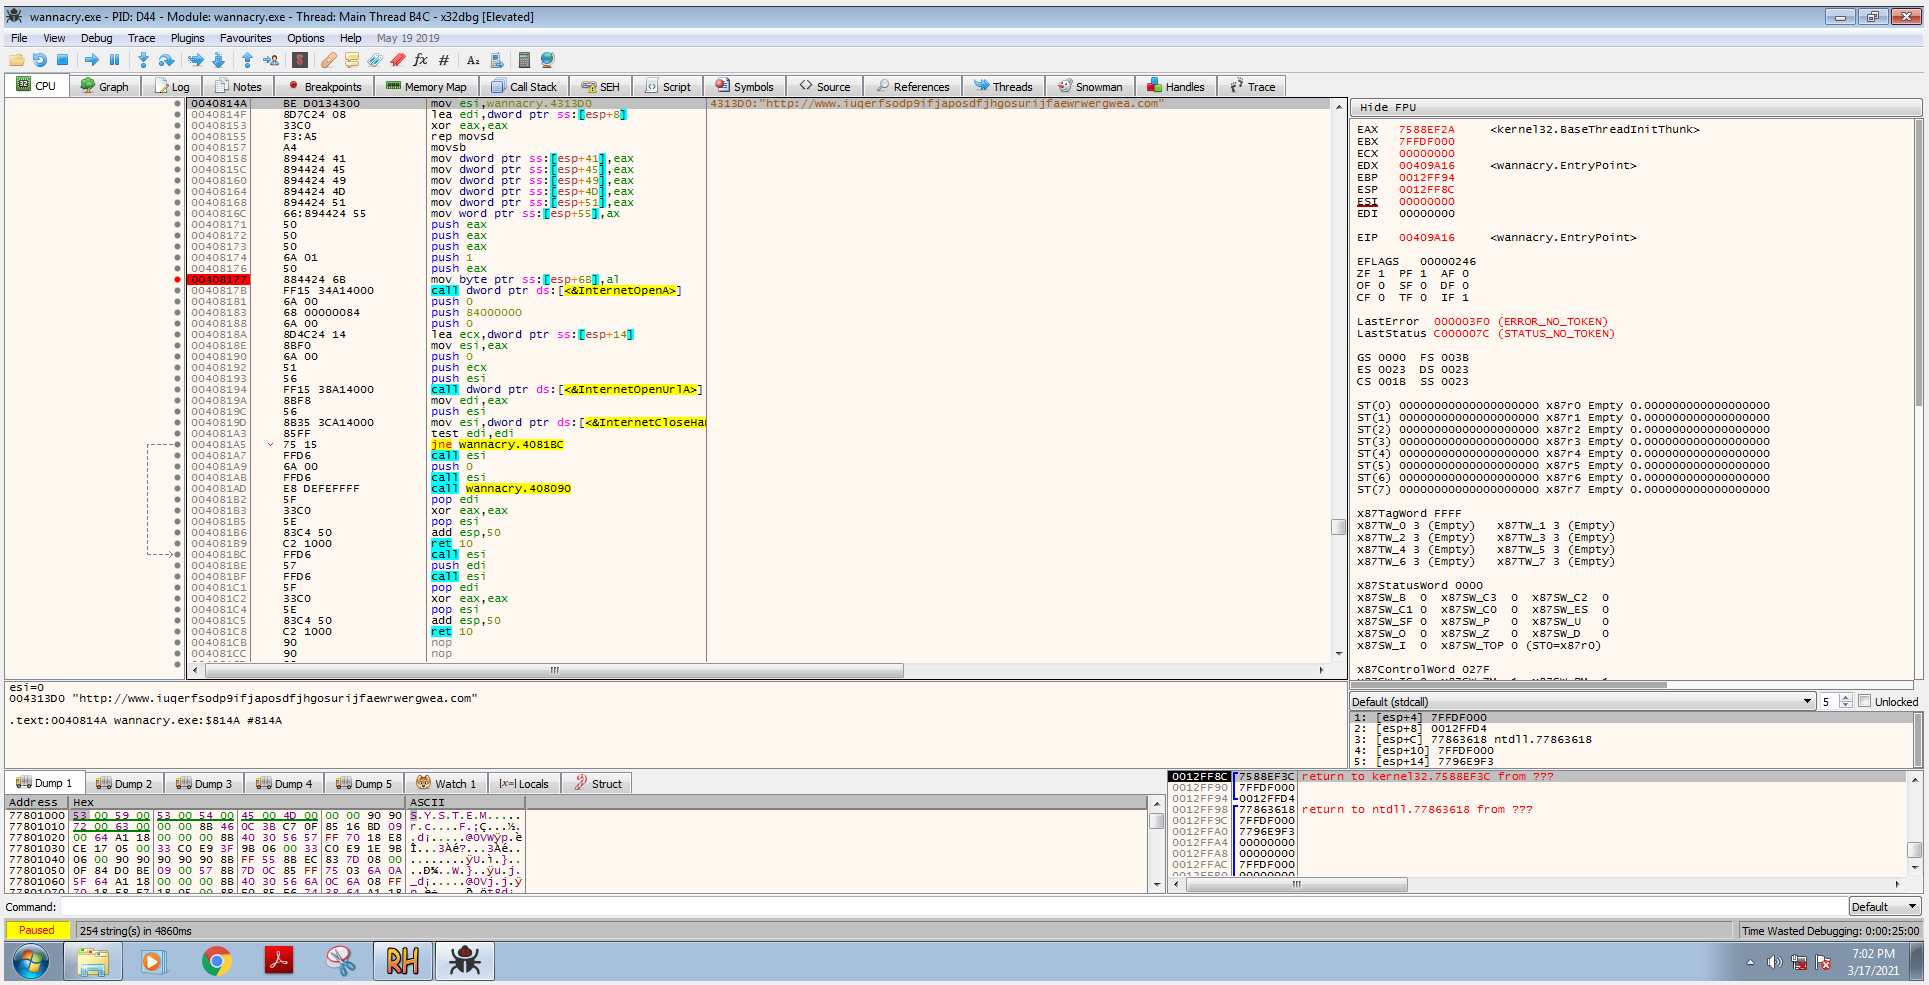 wannacry.exe - PID: D44 - Module: wannacry.exe - Thread: Main Thread B4C - x32dbg [Elevated]
File View Debug Trace Plugins Favourites Options Help May 19 2019
CPU Graph Log Notes Breakpoints Memory Map Call Stack SEH Script Symbols Source References Threads Snowman Handles Trace
0040814A BE D0134300 mov esi,wannacry.4313D0 4313D0:"http://www.iuqerfsodp9ifjaposdfjhgosurijfaewrwergwea.com"
0040814F 8D7C24 08 lea edi,dword ptr ss:[esp+8]
00408153 33C0 xor eax,eax
00408155 F3:A5 rep movsd
00408157 A4 movsb
00408158 894424 41 mov dword ptr ss:[esp+41],eax
0040815C 894424 45 mov dword ptr ss:[esp+45],eax
00408160 894424 49 mov dword ptr ss:[esp+49],eax
00408164 894424 4D mov dword ptr ss:[esp+4D],eax
00408168 894424 51 mov dword ptr ss:[esp+51],eax
0040816C 66:894424 55 mov word ptr ss:[esp+55],ax
00408171 50 push eax
00408172 50 push eax
00408173 50 push eax
00408174 6A 01 push 1
00408176 50 push eax
00408177 884424 6B mov byte ptr ss:[esp+6B],al
0040817B FF15 34A14000 call dword ptr ds:[<&InternetOpenA>]
00408181 6A 00 push 0
00408183 68 00000084 push 84000000
00408188 6A 00 push 0
0040818A 8D4C24 14 lea ecx,dword ptr ss:[esp+14]
0040818E 8BF0 mov esi,eax
00408190 6A 00 push 0
00408192 51 push ecx
00408193 56 push esi
00408194 FF15 38A14000 call dword ptr ds:[<&InternetOpenUrlA>]
0040819A 8BF8 mov edi,eax
0040819C 56 push esi
0040819D 8B35 3CA14000 mov esi,dword ptr ds:[<&InternetCloseHa
004081A3 85FF test edi,edi
004081A5 75 15 jne wannacry.4081BC
004081A7 FFD6 call esi
004081A9 6A 00 push 0
004081AB FFD6 call esi
004081AD E8 DEFEFFFF call wannacry.408090
004081B2 5F pop edi
004081B3 33C0 xor eax,eax
004081B5 5E pop esi
004081B6 83C4 50 add esp,50
004081B9 C2 1000 ret 10
004081BC FFD6 call esi
004081BE 57 push edi
004081BF FFD6 call esi
004081C1 5F pop edi
004081C2 33C0 xor eax,eax
004081C4 5E pop esi
004081C5 83C4 50 add esp,50
004081C8 C2 1000 ret 10
004081CB 90 nop
004081CC 90 nop
Hide FPU
EAX 7588EF2A <kernel32.BaseThreadInitThunk>
EBX 7FFDF000
ECX 00000000
EDX 00409A16 <wannacry.EntryPoint>
EBP 0012FF94
ESP 0012FF8C
ESI 00000000
EDI 00000000
EIP 00409A16 <wannacry.EntryPoint>
EFLAGS 00000246
ZF 1 PF 1 AF 0
OF 0 SF 0 DF 0
CF 0 TF 0 IF 1
LastError 000003F0 (ERROR_NO_TOKEN)
LastStatus C000007C (STATUS_NO_TOKEN)
GS 0000 FS 003B
ES 0023 DS 0023
CS 001B SS 0023
ST(0) 00000000000000000000 x87r0 Empty 0.000000000000000000
ST(1) 00000000000000000000 x87r1 Empty 0.000000000000000000
ST(2) 00000000000000000000 x87r2 Empty 0.000000000000000000
ST(3) 00000000000000000000 x87r3 Empty 0.000000000000000000
ST(4) 00000000000000000000 x87r4 Empty 0.000000000000000000
ST(5) 00000000000000000000 x87r5 Empty 0.000000000000000000
ST(6) 00000000000000000000 x87r6 Empty 0.000000000000000000
ST(7) 00000000000000000000 x87r7 Empty 0.000000000000000000
x87TagWord FFFF
x87TW_0 3 (Empty) x87TW_1 3 (Empty)
x87TW_2 3 (Empty) x87TW_3 3 (Empty)
x87TW_4 3 (Empty) x87TW_5 3 (Empty)
x87TW_6 3 (Empty) x87TW_7 3 (Empty)
x87StatusWord 0000
x87SW_B 0 x87SW_C3 0 x87SW_C2 0
x87SW_C1 0 x87SW_C0 0 x87SW_ES 0
x87SW_SF 0 x87SW_P 0 x87SW_U 0
x87SW_O 0 x87SW_Z 0 x87SW_D 0
x87SW_I 0 x87SW_TOP 0 (ST0=x87r0)
x87ControlWord 027F
esi=0
004313D0 "http://www.iuqerfsodp9ifjaposdfjhgosurijfaewrwergwea.com"
.text:0040814A wannacry.exe:$814A #814A
Default (stdcall) 5 Unlocked
1: [esp+4] 7FFDF000
2: [esp+8] 0012FFD4
3: [esp+C] 77863618 ntdll.77863618
4: [esp+10] 7FFDF000
5: [esp+14] 7796E9F3
Dump 1 Dump 2 Dump 3 Dump 4 Dump 5 Watch 1 [x=] Locals Struct
Address Hex ASCII
77801000 53 00 59 00 53 00 54 00 45 00 4D 00 00 00 90 90 S.Y.S.T.E.M.....
77801010 72 00 63 00 00 00 8B 46 0C 3B C7 0F 85 16 BD 09 r.c....F.;Ç...½.
77801020 00 64 A1 18 00 00 00 8B 40 30 56 57 FF 70 18 E8 .d¡.....@0VWÿp.è
77801030 CE 17 05 00 33 C0 E9 3F 9B 06 00 33 C0 E9 1E 9B Î...3Àé?...3Àé..
77801040 06 00 90 90 90 90 90 8B FF 55 8B EC 83 7D 08 00 ........ÿU.ì.}..
77801050 0F 84 D0 BE 09 00 57 8B 7D 0C 85 FF 75 03 6A 0A ..Ð¾..W.}..ÿu.j.
77801060 5F 64 A1 18 00 00 00 8B 40 30 56 6A 0C 6A 08 FF _d¡.....@0Vj.j.ÿ
0012FF8C 7588EF3C return to kernel32.7588EF3C from ???
0012FF90 7FFDF000
0012FF94 0012FFD4
0012FF98 77863618 return to ntdll.77863618 from ???
0012FF9C 7FFDF000
0012FFA0 7796E9F3
0012FFA4 00000000
0012FFA8 00000000
0012FFAC 7FFDF000
Command: Default
Paused 254 string(s) in 4860ms Time Wasted Debugging: 0:00:25:00
RH
7:02 PM
3/17/2021